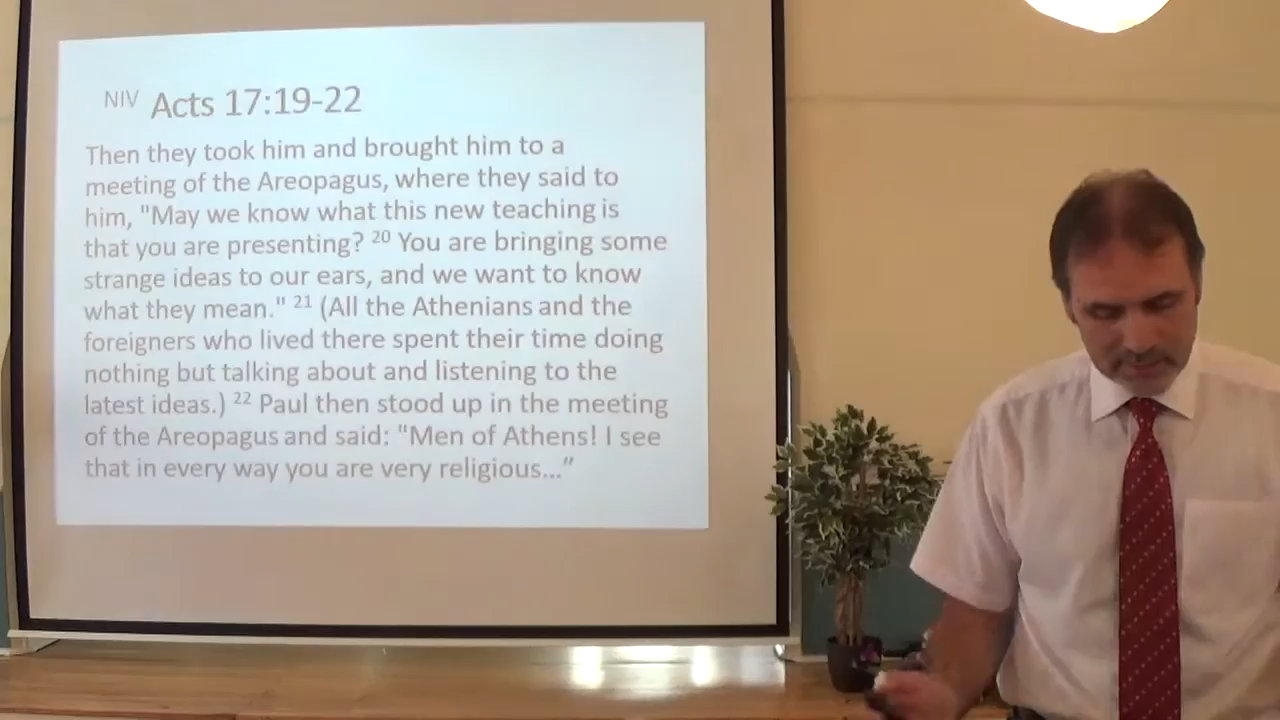 NIV Acts 17:19-22
Then they took him and brought him to a
meeting of the Areopagus, where they said to
him, "May we know what this new teaching is
that you are presenting? 20 You are bringing some
strange ideas to our ears, and we want to know
what they mean." 21 (All the Athenians and the
foreigners who lived there spent their time doing
nothing but talking about and listening to the
latest ideas.) 22 Paul then stood up in the meeting
of the Areopagus and said: "Men of Athens! I see
that in every way you are very religious…”